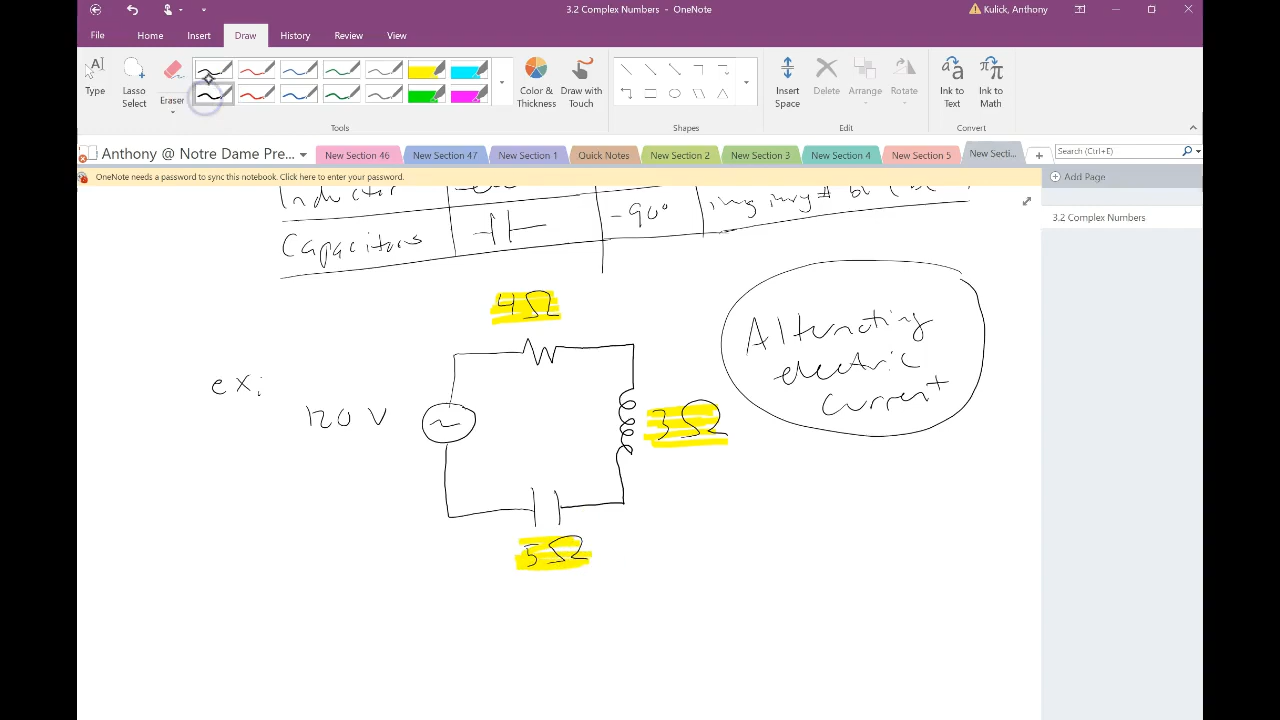 3.2 Complex Numbers - OneNote
Kulick, Anthony
File
Home
Insert
Draw
History
Review
View
Type
Lasso Select
Eraser
Color & Thickness
Draw with Touch
Insert Space
Delete
Arrange
Rotate
Ink to Text
Ink to Math
Tools
Shapes
Edit
Convert
Anthony @ Notre Dame Pre...
New Section 46
New Section 47
New Section 1
Quick Notes
New Section 2
New Section 3
New Section 4
New Section 5
New Secti...
Search (Ctrl+E)
OneNote needs a password to sync this notebook. Click here to enter your password.
Add Page
3.2 Complex Numbers
Inductor
Capacitors
-90°
4Ω
ex:
120 V
3Ω
5Ω
Alternating
electric
current